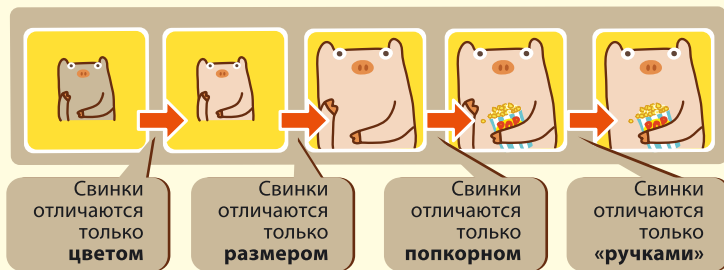 Свинки
отличаются
только
цветом
Свинки
отличаются
только
размером
Свинки
отличаются
только
попкорном
Свинки
отличаются
только
«ручками»